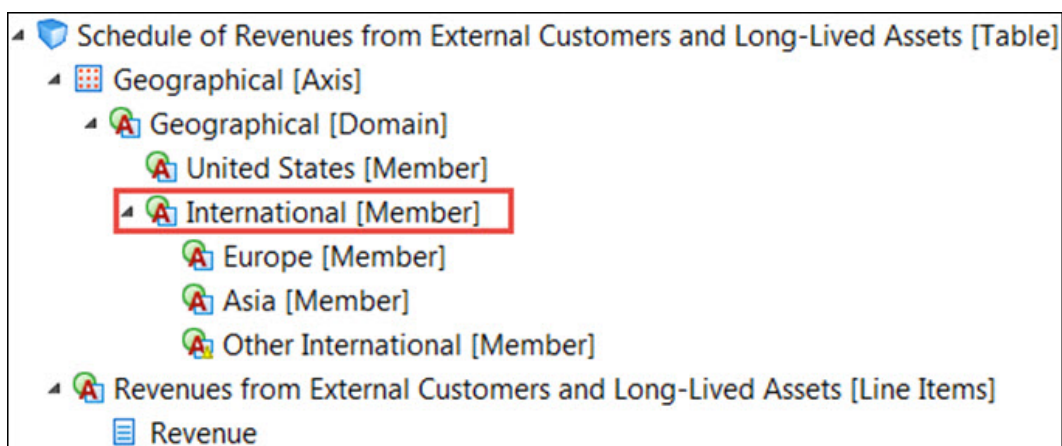 Schedule of Revenues from External Customers and Long-Lived Assets [Table]
Geographical [Axis]
Geographical [Domain]
United States [Member]
International [Member]
Europe [Member]
Asia [Member]
Other International [Member]
Revenues from External Customers and Long-Lived Assets [Line Items]
Revenue